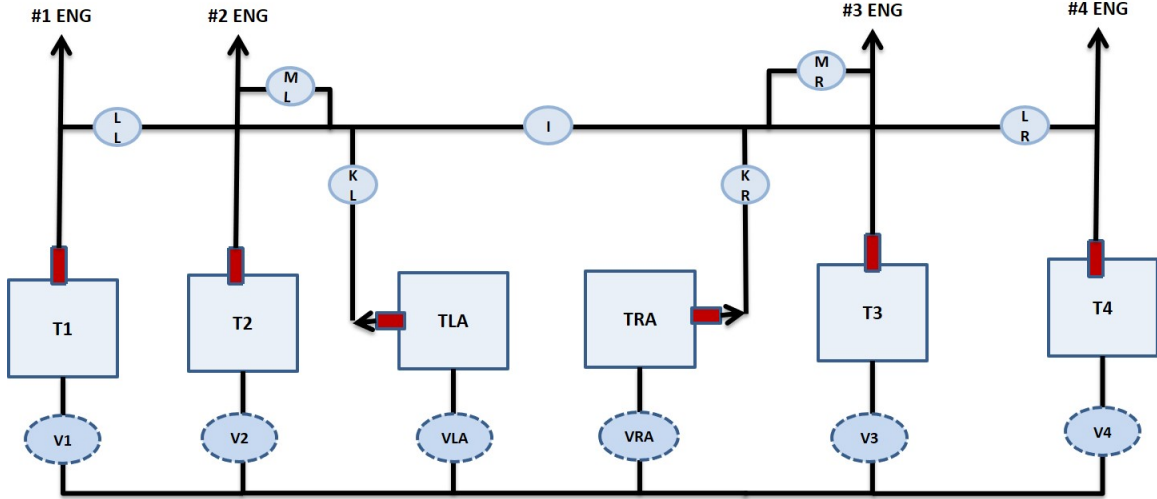 #1 ENG
#2 ENG
#3 ENG
#4 ENG
M
L
M
R
L
L
I
L
R
K
L
K
R
T1
T2
TLA
TRA
T3
T4
V1
V2
VLA
VRA
V3
V4